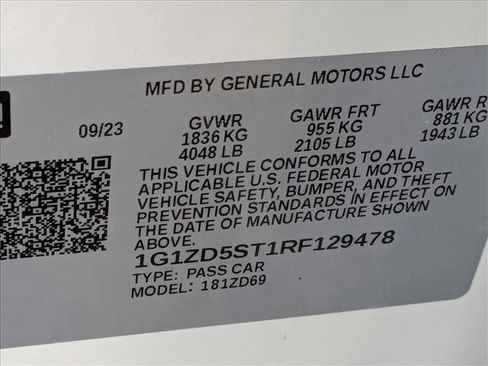 MFD BY GENERAL MOTORS LLC
09/23 GVWR GAWR FRT GAWR R
1836 KG 955 KG 881 KG
4048 LB 2105 LB 1943 LB
THIS VEHICLE CONFORMS TO ALL
APPLICABLE U.S. FEDERAL MOTOR
VEHICLE SAFETY, BUMPER, AND THEFT
PREVENTION STANDARDS IN EFFECT ON
THE DATE OF MANUFACTURE SHOWN
ABOVE.
1G1ZD5ST1RF129478
TYPE: PASS CAR
MODEL: 181ZD69